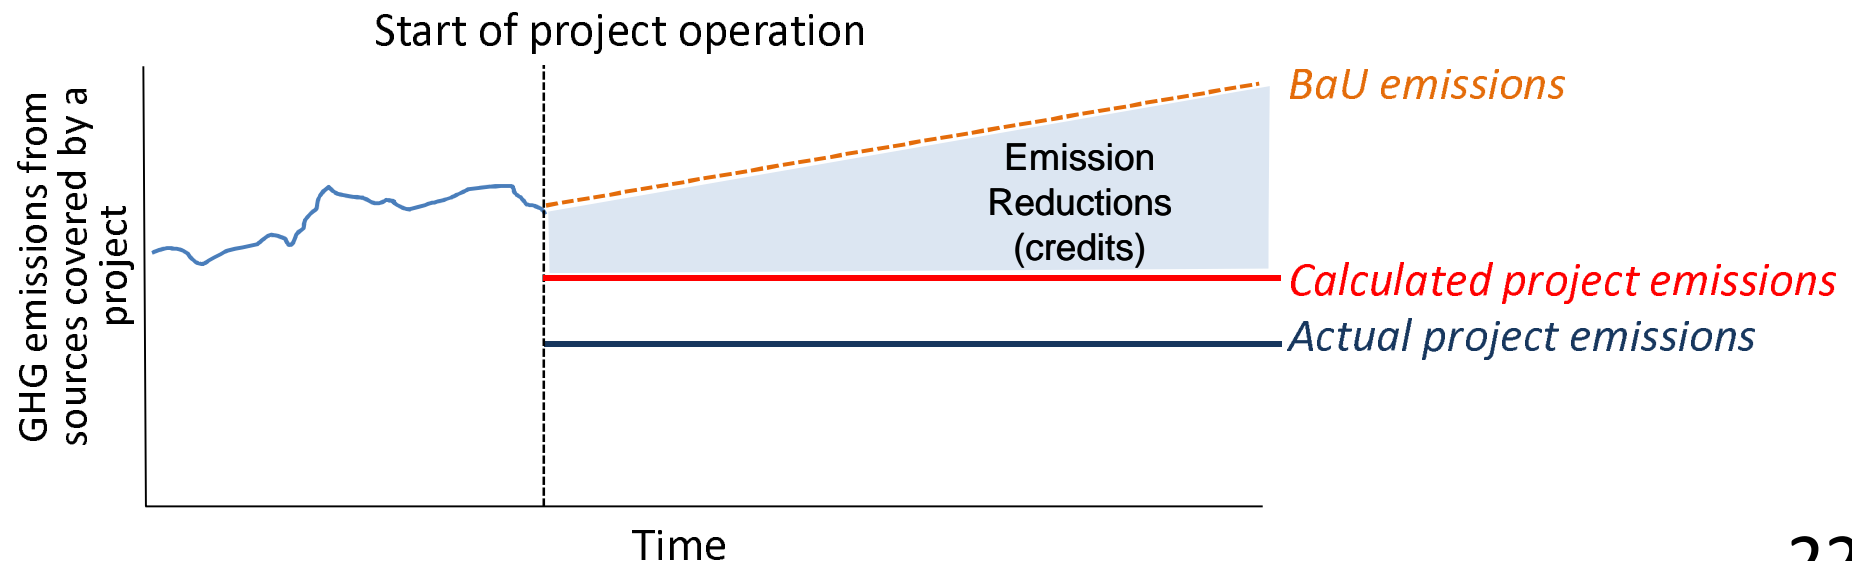 Start of project operation
GHG emissions from
sources covered by a
project
BaU emissions
Emission
Reductions
(credits)
Calculated project emissions
Actual project emissions
Time
22